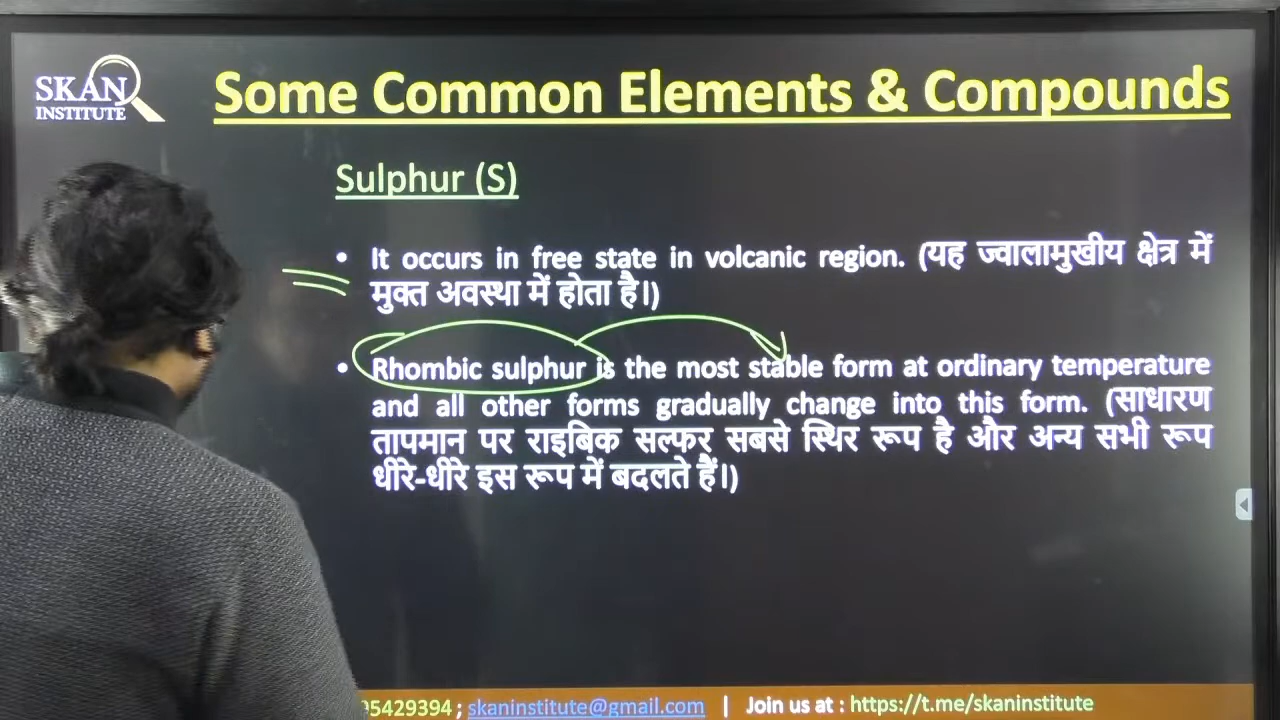 SKAN
INSTITUTE
Some Common Elements & Compounds
Sulphur (S)
• It occurs in free state in volcanic region. (यह ज्वालामुखीय क्षेत्र में
मुक्त अवस्था में होता है।)
• Rhombic sulphur is the most stable form at ordinary temperature
and all other forms gradually change into this form. (साधारण
तापमान पर राइबिक सल्फर सबसे स्थिर रूप है और अन्य सभी रूप
धीरे-धीरे इस रूप में बदलते हैं।)
95429394 ; skaninstitute@gmail.com | Join us at : https://t.me/skaninstitute